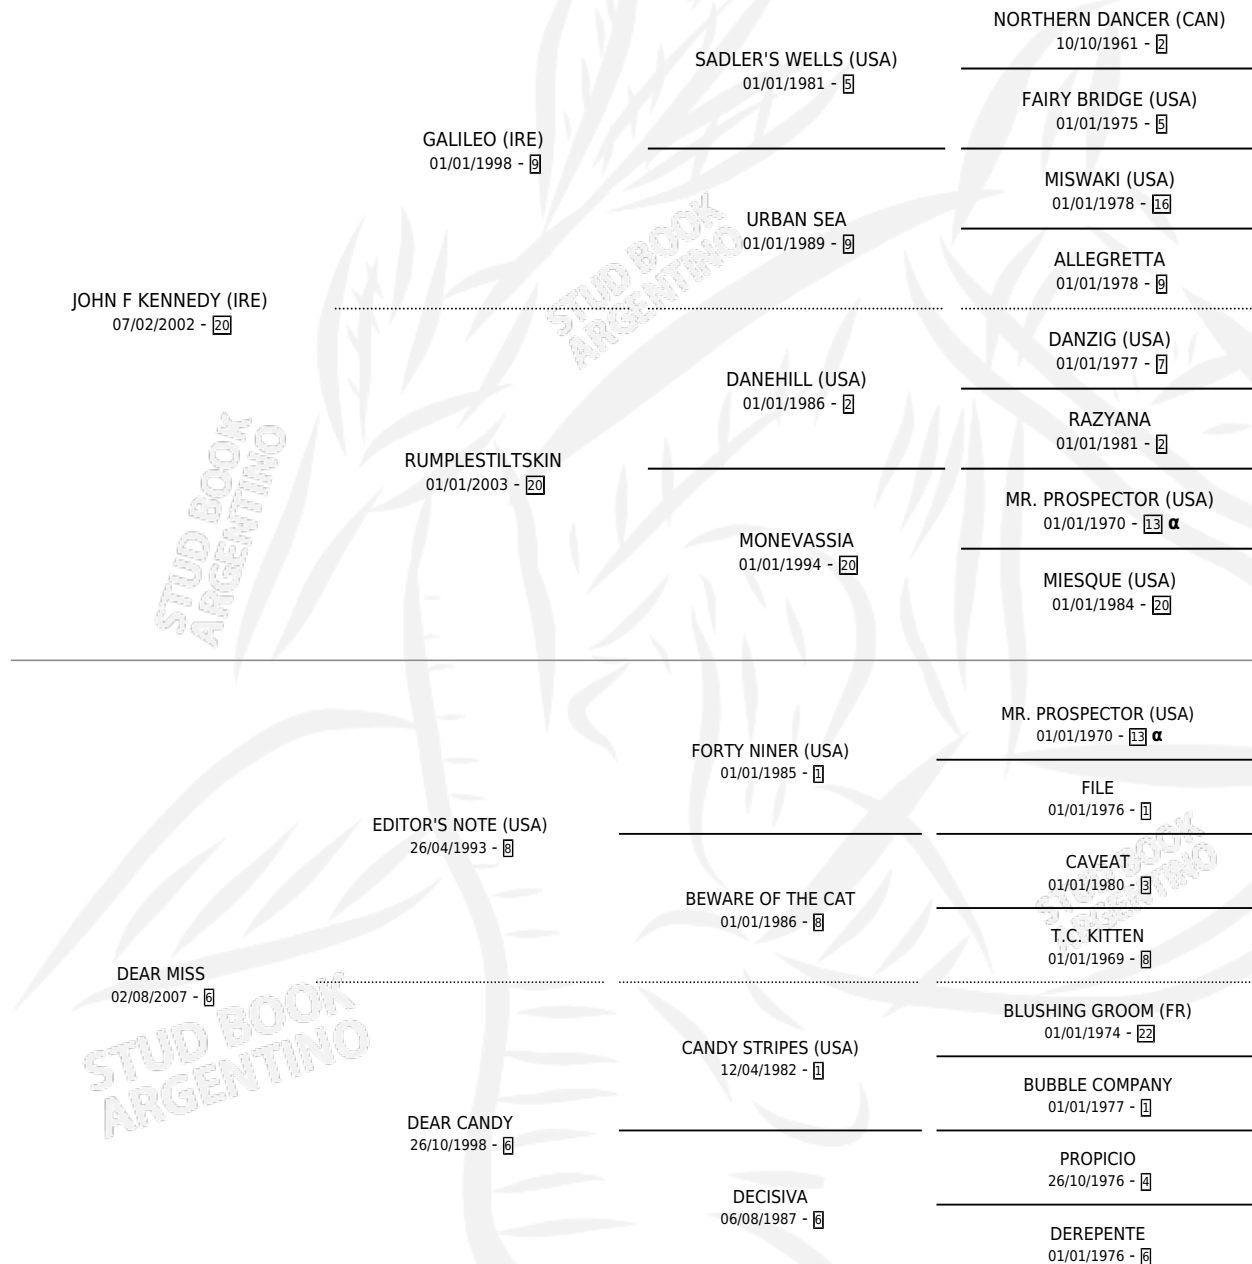 NORTHERN DANCER (CAN)
10/10/1961 - 2
SADLER'S WELLS (USA)
01/01/1981 - 5
FAIRY BRIDGE (USA)
01/01/1975 - 5
GALILEO (IRE)
01/01/1998 - 9
MISWAKI (USA)
01/01/1978 - 16
URBAN SEA
01/01/1989 - 9
ALLEGRETTA
01/01/1978 - 9
JOHN F KENNEDY (IRE)
07/02/2002 - 20
DANZIG (USA)
01/01/1977 - 7
DANEHILL (USA)
01/01/1986 - 2
RAZYANA
01/01/1981 - 2
RUMPLESTILTSKIN
01/01/2003 - 20
MR. PROSPECTOR (USA)
01/01/1970 - 13 α
MONEVASSIA
01/01/1994 - 20
MIESQUE (USA)
01/01/1984 - 20
MR. PROSPECTOR (USA)
01/01/1970 - 13 α
FORTY NINER (USA)
01/01/1985 - 1
FILE
01/01/1976 - 1
EDITOR'S NOTE (USA)
26/04/1993 - 8
CAVEAT
01/01/1980 - 3
BEWARE OF THE CAT
01/01/1986 - 8
T.C. KITTEN
01/01/1969 - 8
DEAR MISS
02/08/2007 - 6
BLUSHING GROOM (FR)
01/01/1974 - 22
CANDY STRIPES (USA)
12/04/1982 - 1
BUBBLE COMPANY
01/01/1977 - 1
DEAR CANDY
26/10/1998 - 6
PROPICIO
26/10/1976 - 4
DECISIVA
06/08/1987 - 6
DEREPENTE
01/01/1976 - 6
STUD BOOK
ARGENTINO
STUD BOOK
ARGENTINO
STUD BOOK
ARGENTINO
STUD BOOK
ARGENTINO